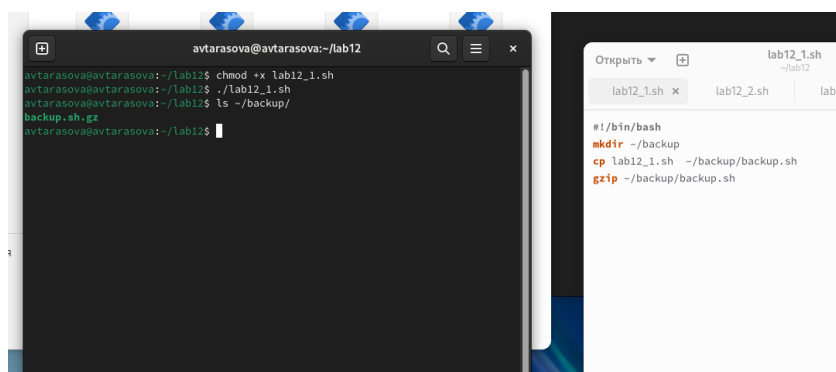 avtarasova@avtarasova:~/lab12
avtarasova@avtarasova:~/lab12$ chmod +x lab12_1.sh
avtarasova@avtarasova:~/lab12$ ./lab12_1.sh
avtarasova@avtarasova:~/lab12$ ls ~/backup/
backup.sh.gz
avtarasova@avtarasova:~/lab12$
я
Открыть
lab12_1.sh
~/lab12
lab12_1.sh × lab12_2.sh lab
#!/bin/bash
mkdir ~/backup
cp lab12_1.sh  ~/backup/backup.sh
gzip ~/backup/backup.sh